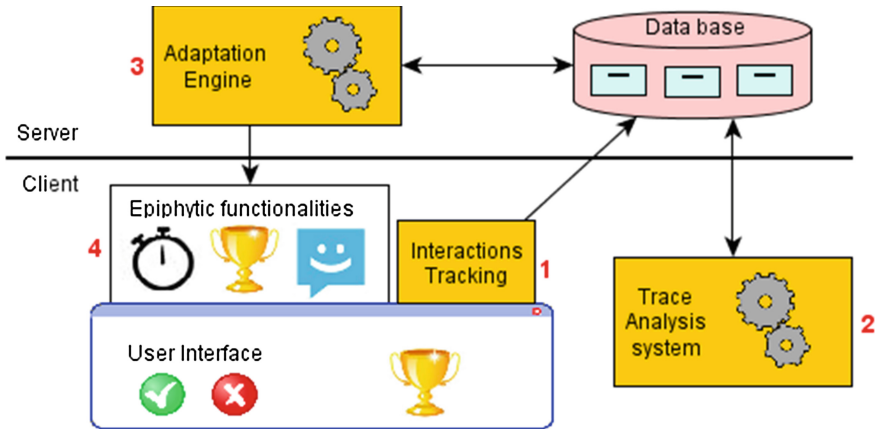 Data base
3
Adaptation
Engine
Server
Client
Epiphytic functionalities
4
Interactions
Tracking
1
Trace
Analysis
system
2
User Interface